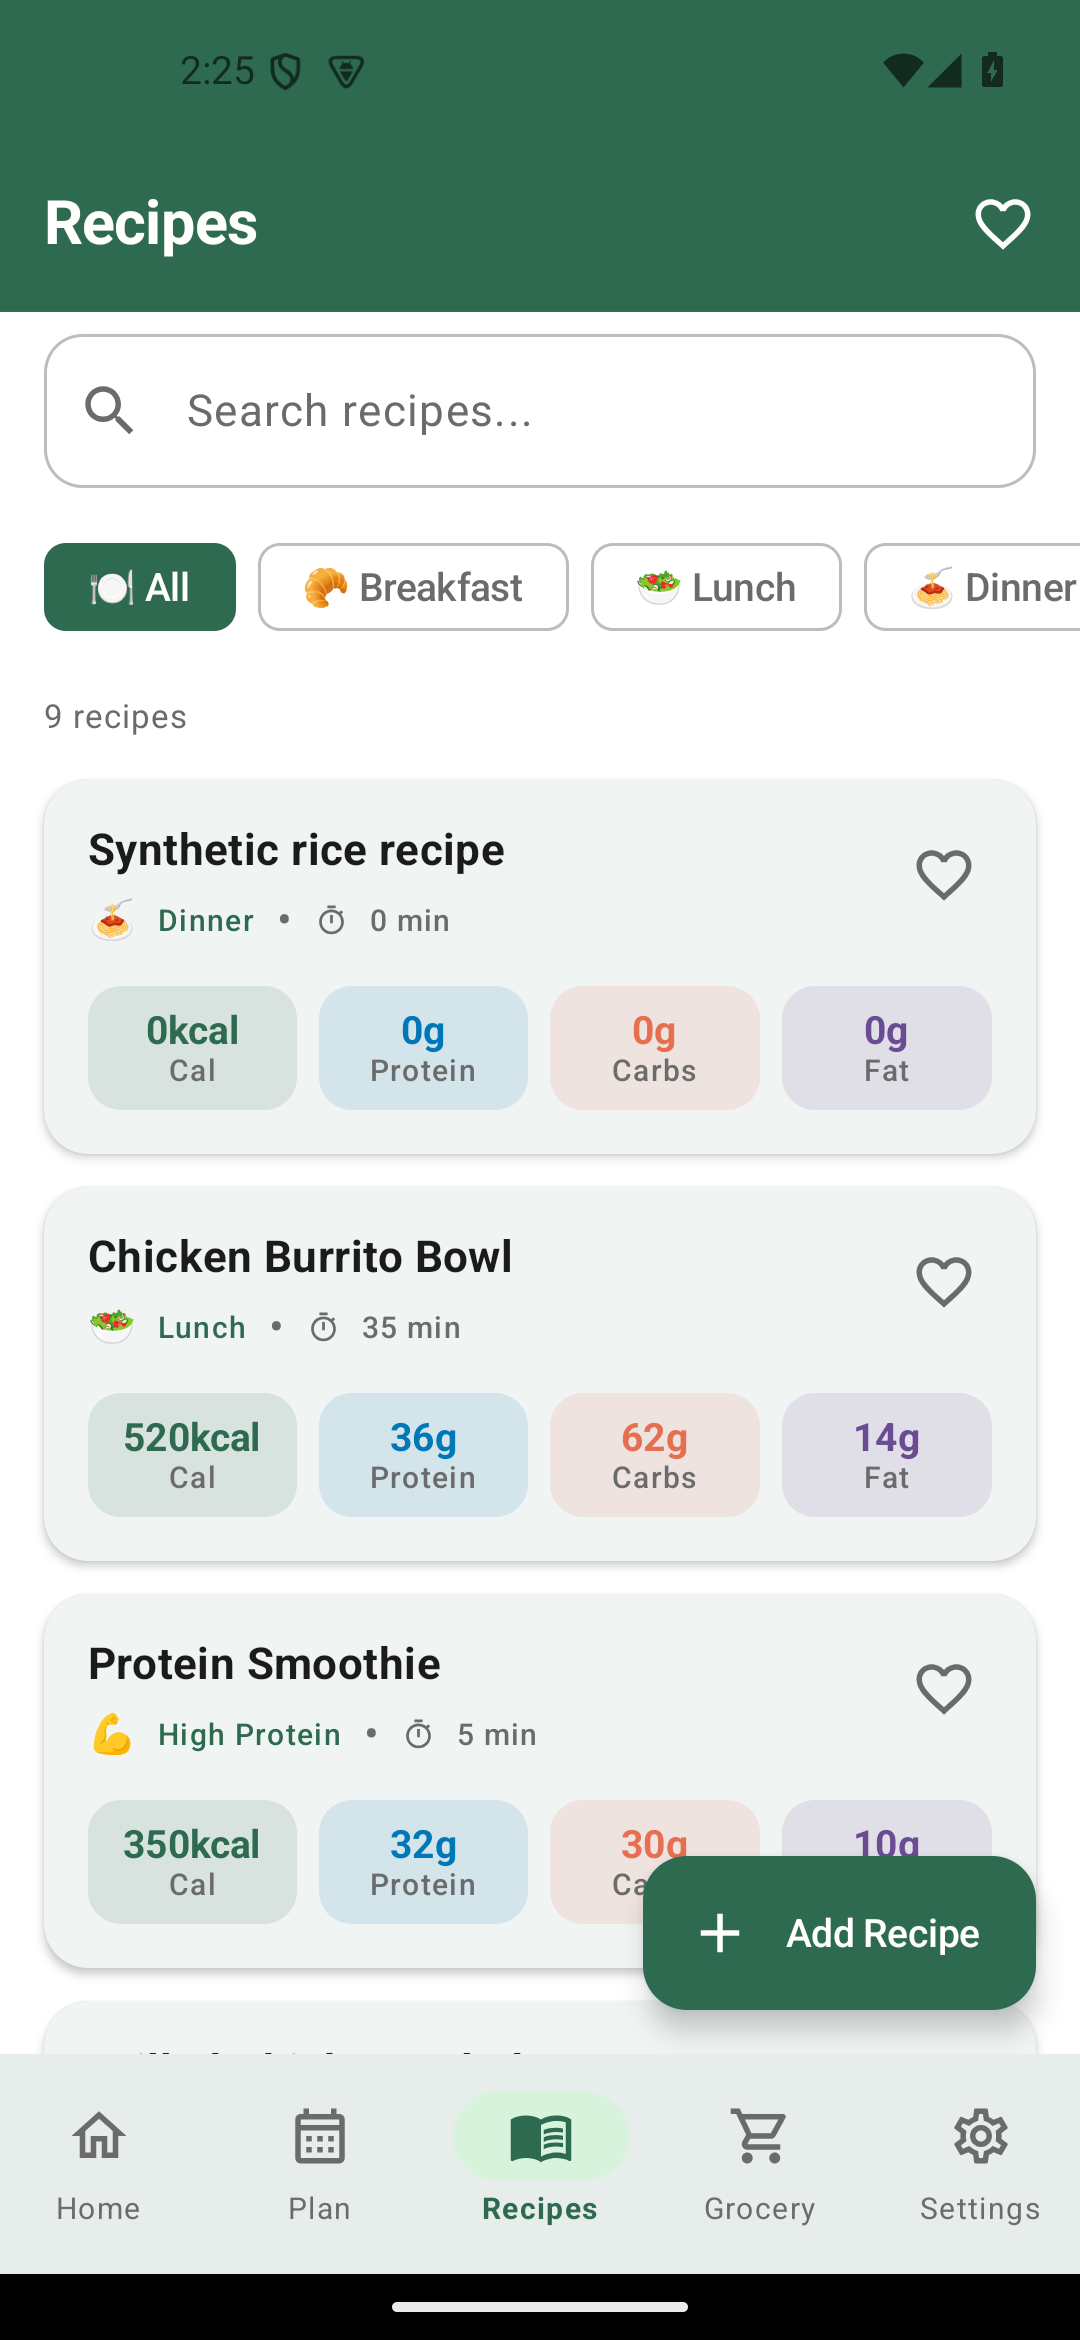 2:25
Recipes
Search recipes...
All
Breakfast
Lunch
Dinner
9 recipes
Synthetic rice recipe
Dinner • 0 min
0kcal 0g 0g 0g
Cal Protein Carbs Fat
Chicken Burrito Bowl
Lunch • 35 min
520kcal 36g 62g 14g
Cal Protein Carbs Fat
Protein Smoothie
High Protein • 5 min
350kcal 32g 30g 10g
Cal Protein
Add Recipe
Home Plan Recipes Grocery Settings